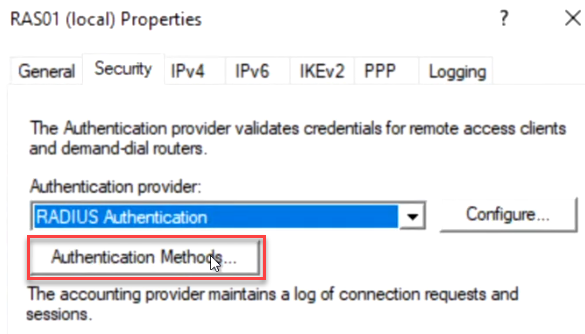 RAS01 (local) Properties ? ×
General Security IPv4 IPv6 IKEv2 PPP Logging
The Authentication provider validates credentials for remote access clients
and demand-dial routers.
Authentication provider:
RADIUS Authentication Configure...
Authentication Methods...
The accounting provider maintains a log of connection requests and
sessions.